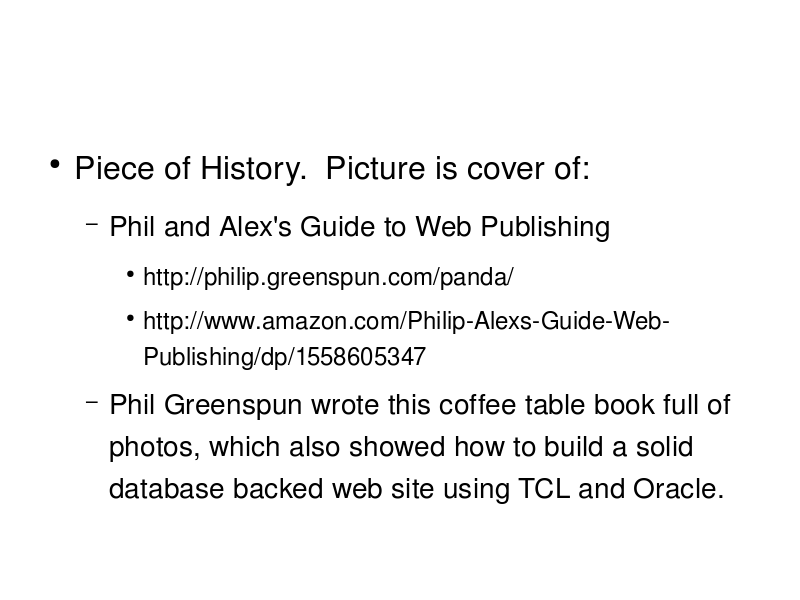 • Piece of History.  Picture is cover of:
– Phil and Alex's Guide to Web Publishing
• http://philip.greenspun.com/panda/
• http://www.amazon.com/Philip-Alexs-Guide-Web-
Publishing/dp/1558605347
– Phil Greenspun wrote this coffee table book full of
photos, which also showed how to build a solid
database backed web site using TCL and Oracle.